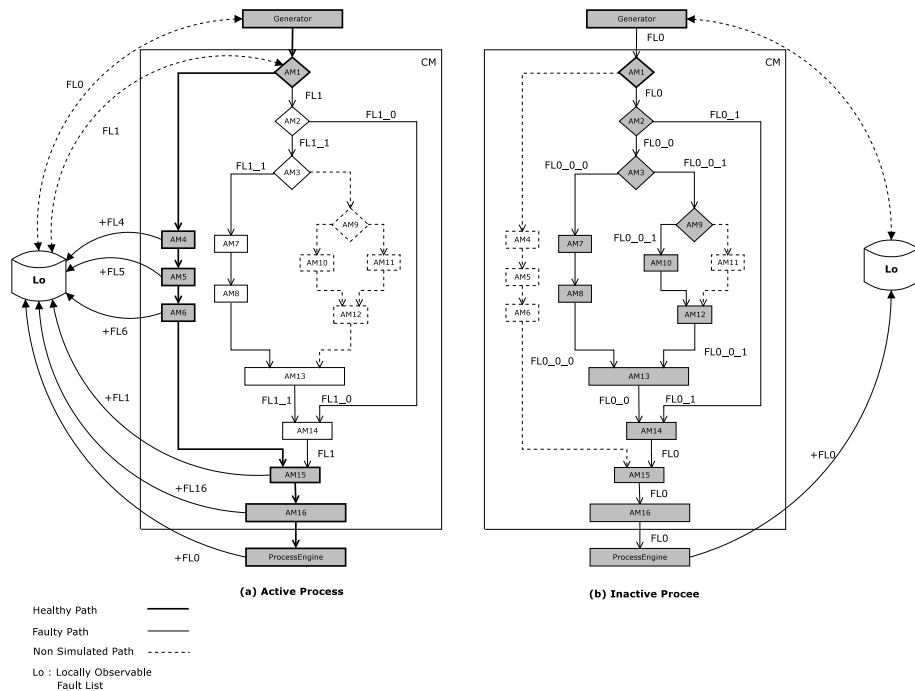 Generator
FL0
CM
AM1
FL0
FL1
FL1
AM2
FL1_0
FL1_1
FL1_1
AM3
AM9
+FL4
AM4
AM7
AM10
AM11
Lo
+FL5
AM5
AM8
AM6
AM12
+FL6
AM13
+FL1
FL1_1
FL1_0
AM14
FL1
AM15
+FL16
AM16
+FL0
ProcessEngine
(a) Active Process
Generator
FL0
CM
AM1
FL0
AM2
FL0_1
FL0_0
FL0_0_0
FL0_0_1
AM3
AM9
AM4
AM7
FL0_0_1
AM10
AM11
Lo
AM5
AM8
AM6
AM12
FL0_0_0
FL0_0_1
AM13
FL0_0
FL0_1
AM14
FL0
+FL0
AM15
FL0
AM16
FL0
ProcessEngine
(b) Inactive Procee
Healthy Path
Faulty Path
Non Simulated Path
Lo : Locally Observable
Fault List